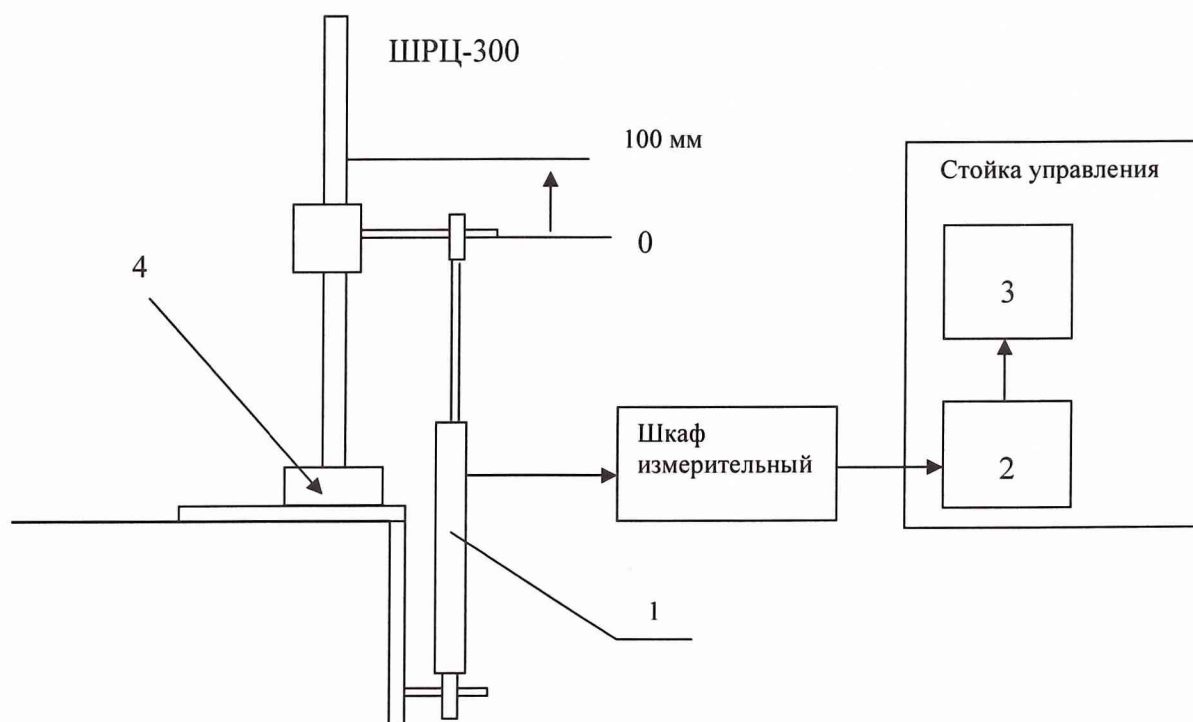 ШРЦ-300
100 мм
Стойка управления
0
4
3
Шкаф
измерительный
2
1